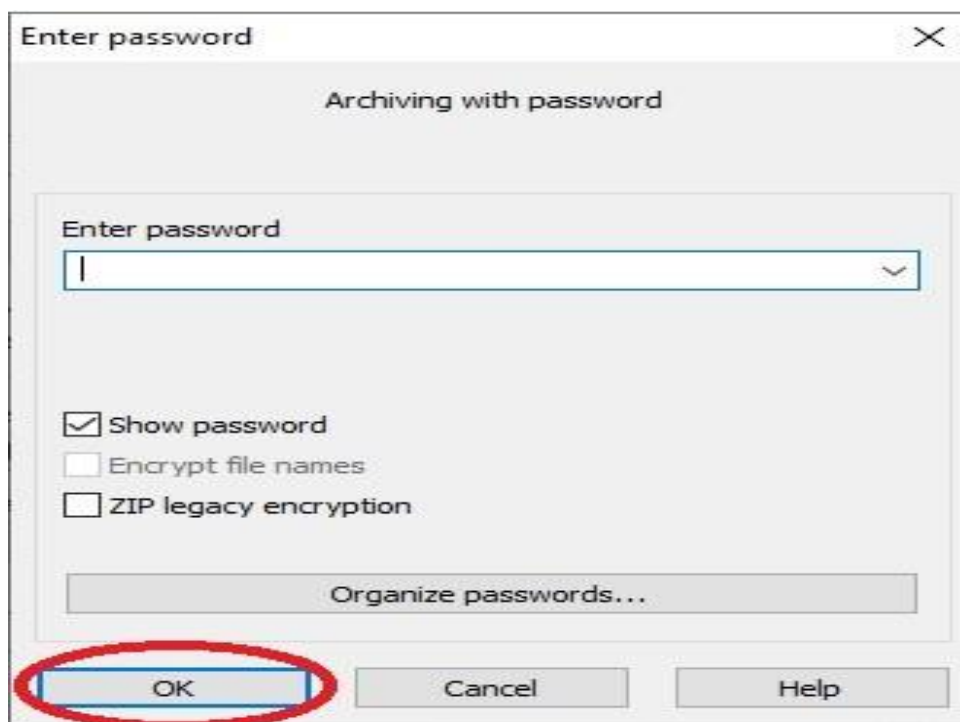 Enter password
Archiving with password
Enter password
Show password
Encrypt file names
ZIP legacy encryption
Organize passwords...
OK Cancel Help